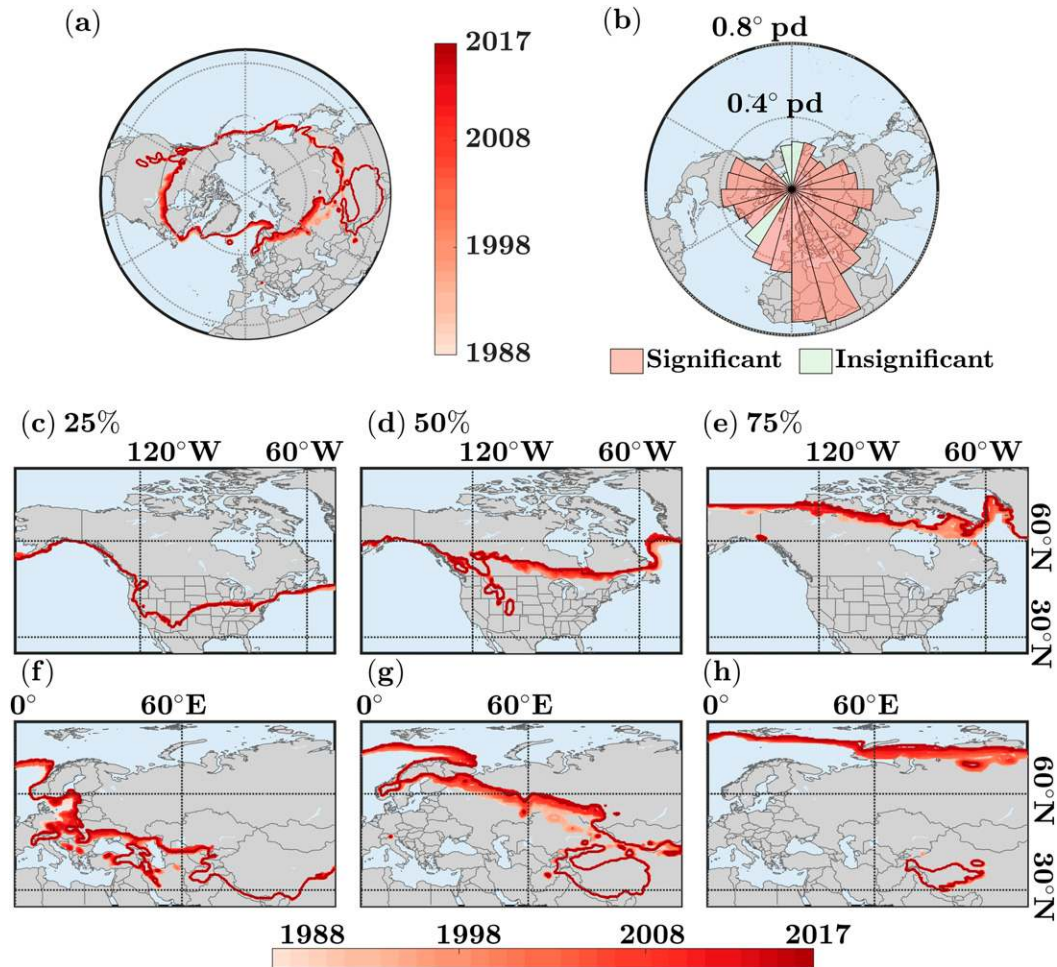 (a)
2017
2008
1998
1988
(b)
0.8° pd
0.4° pd
Significant
Insignificant
(c) 25%
120°W 60°W
(d) 50%
120°W 60°W
(e) 75%
120°W 60°W
60°N
30°N
(f)
0° 60°E
(g)
0° 60°E
(h)
0° 60°E
60°N
30°N
1988 1998 2008 2017